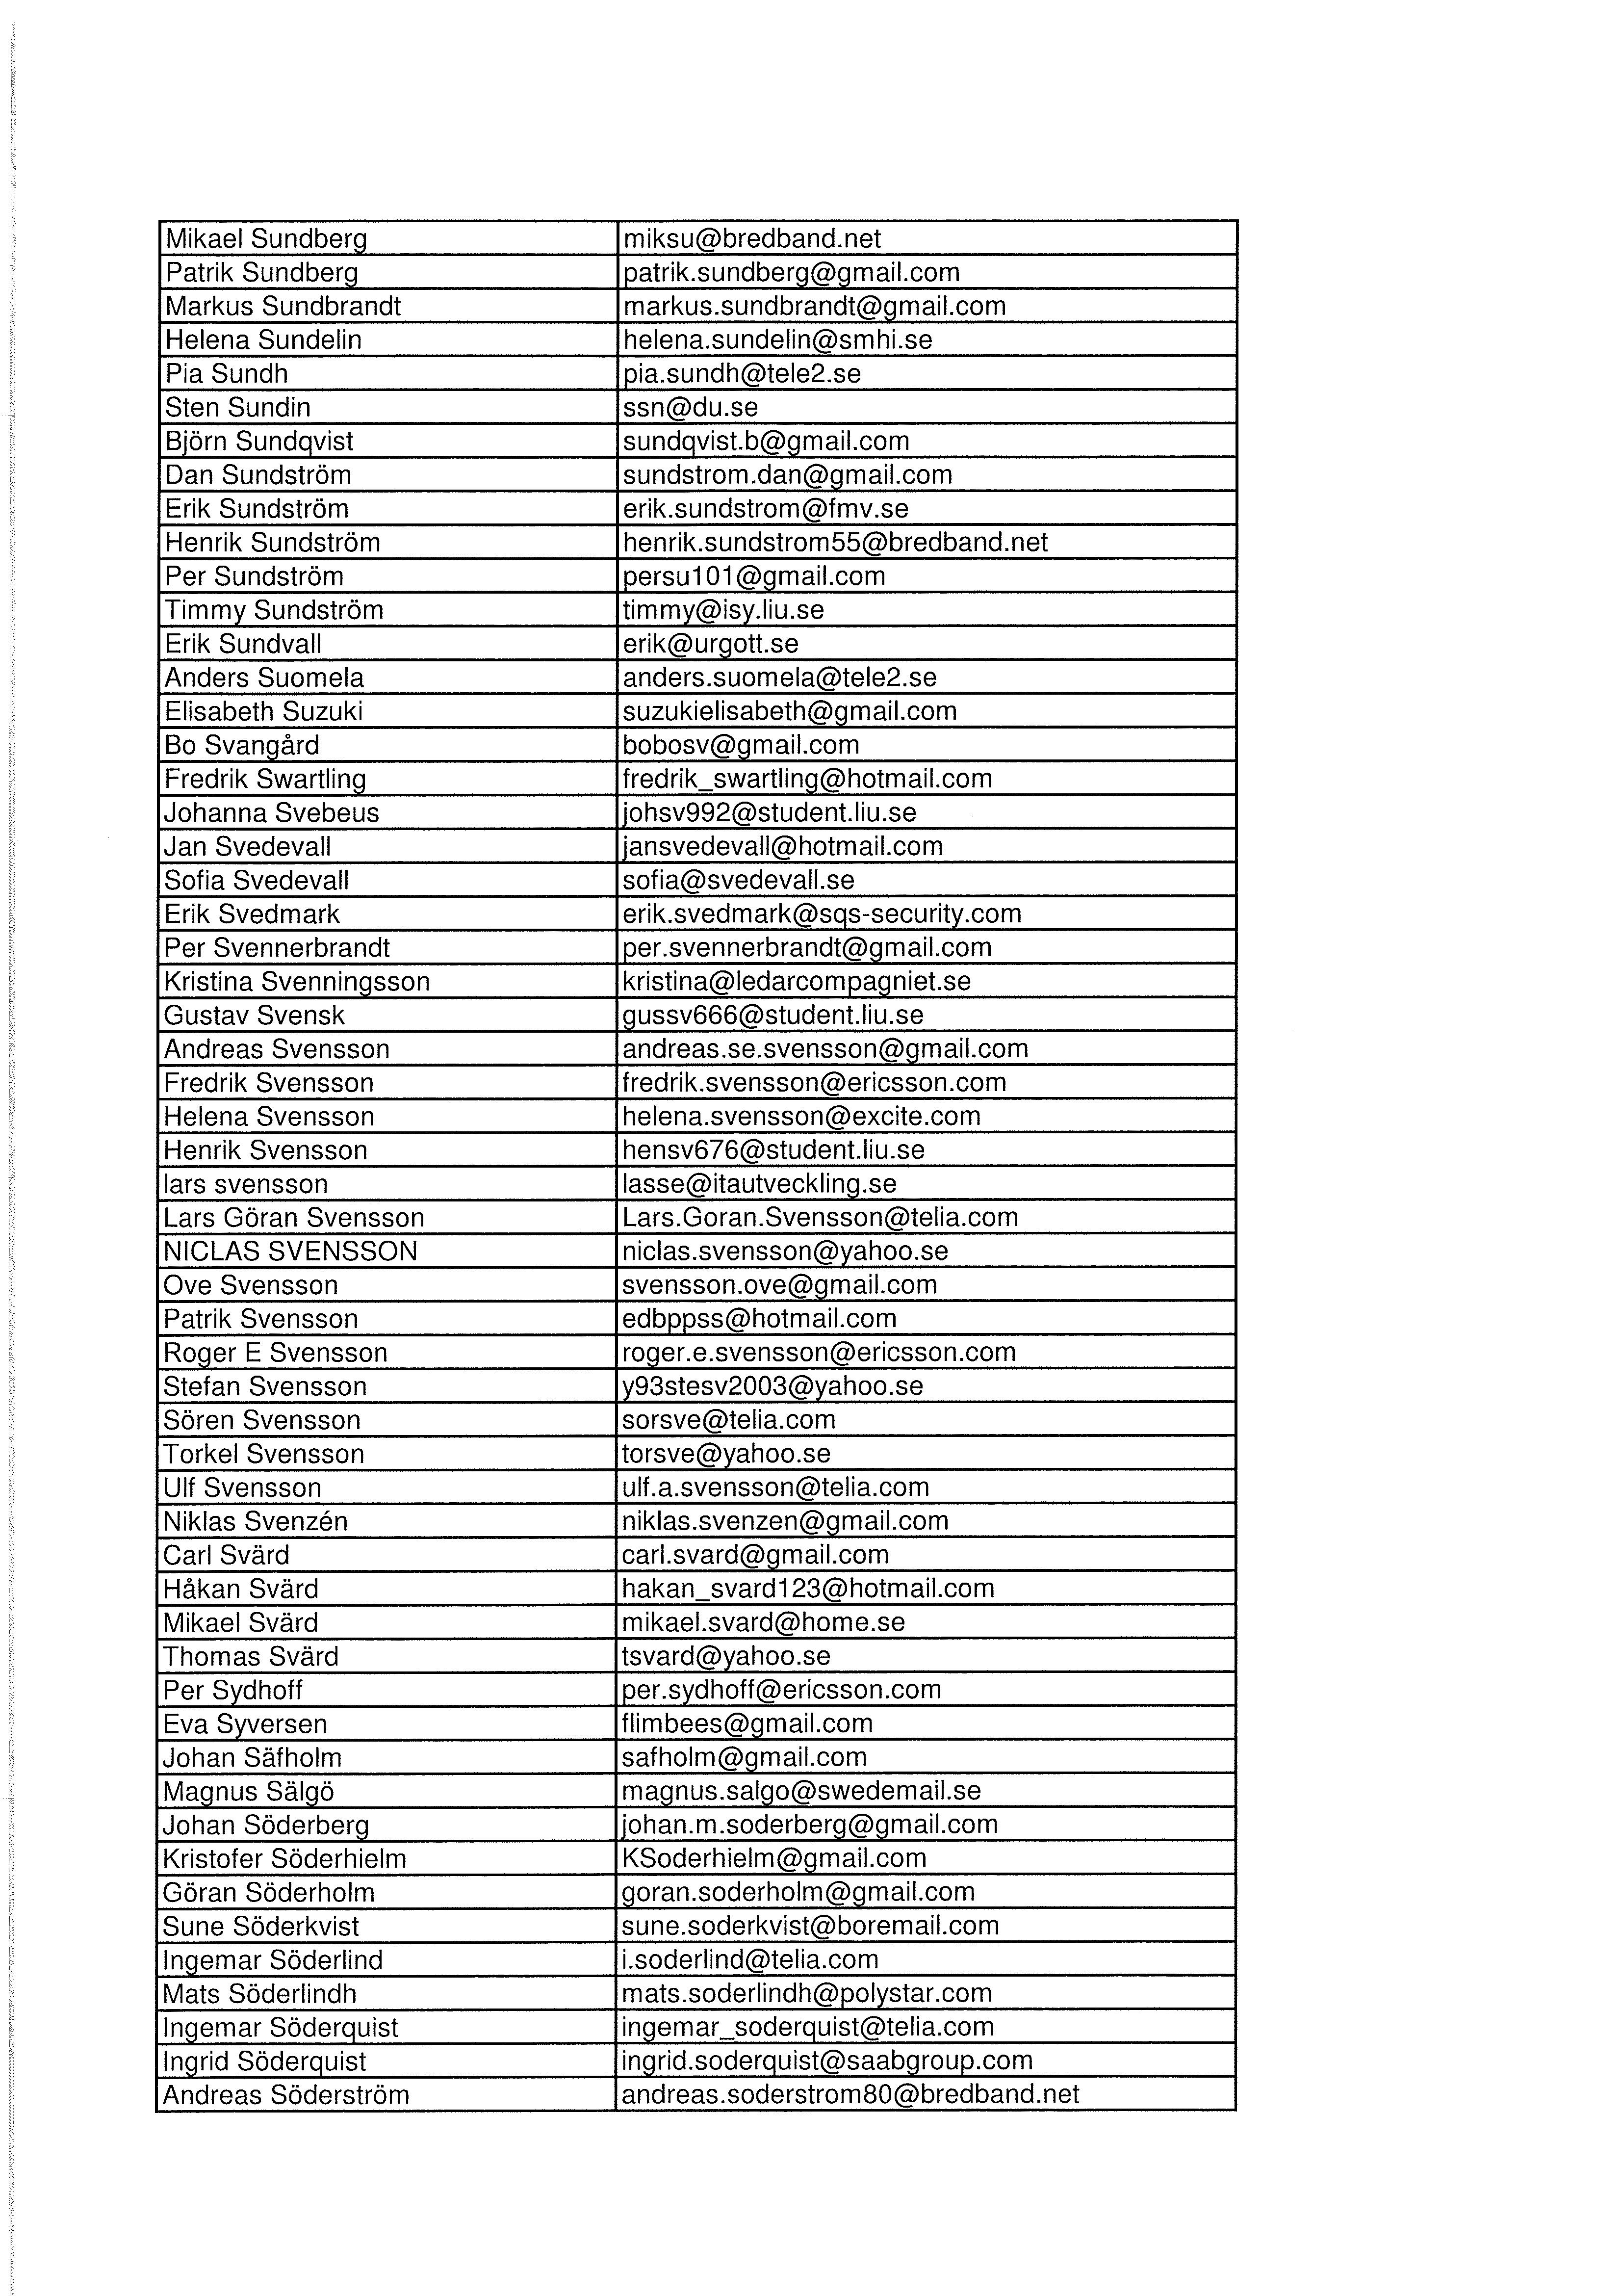 Mikael Sundberg miksu@bredband.net
Patrik Sundberg patrik.sundberg@gmail.com
Markus Sundbrandt markus.sundbrandt@gmail.com
Helena Sundelin helena.sundelin@smhi.se
Pia Sundh pia.sundh@tele2.se
Sten Sundin ssn@du.se
Björn Sundqvist sundqvist.b@gmail.com
Dan Sundström sundstrom.dan@gmail.com
Erik Sundström erik.sundstrom@fmv.se
Henrik Sundström henrik.sundstrom55@bredband.net
Per Sundström persu101@gmail.com
Timmy Sundström timmy@isy.liu.se
Erik Sundvall erik@urgott.se
Anders Suomela anders.suomela@tele2.se
Elisabeth Suzuki suzukielisabeth@gmail.com
Bo Svangård bobosv@gmail.com
Fredrik Swartling fredrik_swartling@hotmail.com
Johanna Svebeus johsv992@student.liu.se
Jan Svedevall jansvedevall@hotmail.com
Sofia Svedevall sofia@svedevall.se
Erik Svedmark erik.svedmark@sqs-security.com
Per Svennerbrandt per.svennerbrandt@gmail.com
Kristina Svenningsson kristina@ledarcompagniet.se
Gustav Svensk gussv666@student.liu.se
Andreas Svensson andreas.se.svensson@gmail.com
Fredrik Svensson fredrik.svensson@ericsson.com
Helena Svensson helena.svensson@excite.com
Henrik Svensson hensv676@student.liu.se
lars svensson lasse@itautveckling.se
Lars Göran Svensson Lars.Goran.Svensson@telia.com
NICLAS SVENSSON niclas.svensson@yahoo.se
Ove Svensson svensson.ove@gmail.com
Patrik Svensson edbppss@hotmail.com
Roger E Svensson roger.e.svensson@ericsson.com
Stefan Svensson y93stesv2003@yahoo.se
Sören Svensson sorsve@telia.com
Torkel Svensson torsve@yahoo.se
Ulf Svensson ulf.a.svensson@telia.com
Niklas Svenzén niklas.svenzen@gmail.com
Carl Svärd carl.svard@gmail.com
Håkan Svärd hakan_svard123@hotmail.com
Mikael Svärd mikael.svard@home.se
Thomas Svärd tsvard@yahoo.se
Per Sydhoff per.sydhoff@ericsson.com
Eva Syversen flimbees@gmail.com
Johan Säfholm safholm@gmail.com
Magnus Sälgö magnus.salgo@swedemail.se
Johan Söderberg johan.m.soderberg@gmail.com
Kristofer Söderhielm KSoderhielm@gmail.com
Göran Söderholm goran.soderholm@gmail.com
Sune Söderkvist sune.soderkvist@boremail.com
Ingemar Söderlind i.soderlind@telia.com
Mats Söderlindh mats.soderlindh@polystar.com
Ingemar Söderquist ingemar_soderquist@telia.com
Ingrid Söderquist ingrid.soderquist@saabgroup.com
Andreas Söderström andreas.soderstrom80@bredband.net